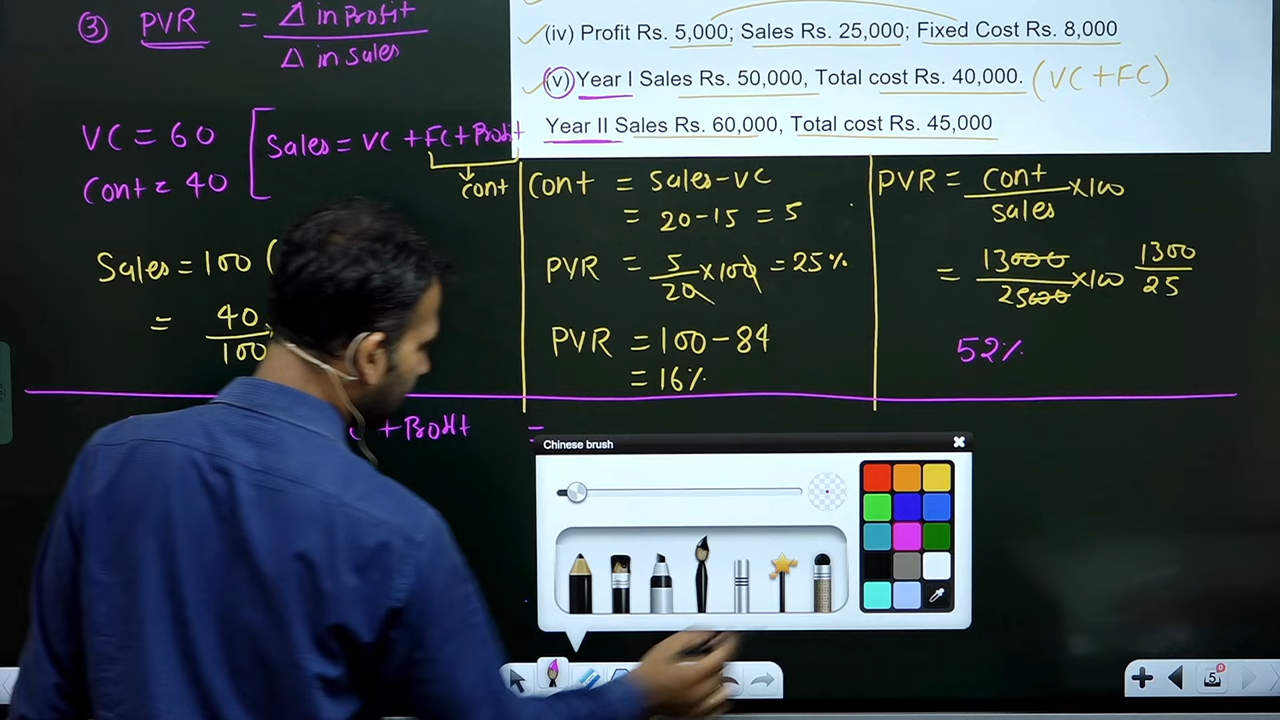 ③ PVR = Δ in Profit / Δ in Sales
(iv) Profit Rs. 5,000; Sales Rs. 25,000; Fixed Cost Rs. 8,000
(v) Year I Sales Rs. 50,000, Total cost Rs. 40,000. (VC + FC)
Year II Sales Rs. 60,000, Total cost Rs. 45,000
VC = 60
Cont = 40
Sales = VC + FC + Profit
Cont
Sales = 100 (
= 40 / 100
Cont = Sales - VC
= 20 - 15 = 5
PVR = 5/20 x 100 = 25%
PVR = 100 - 84
= 16%
PVR = Cont / Sales x 100
= 13000 / 25000 x 100 1300 / 25
52%
+ Profit =
Chinese brush
5
0